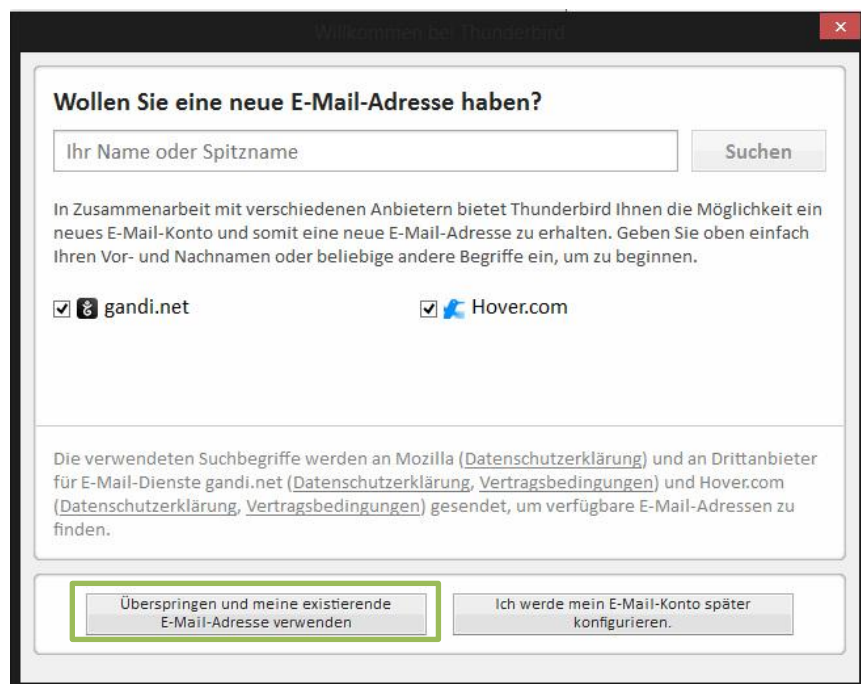 Willkommen bei Thunderbird
Wollen Sie eine neue E-Mail-Adresse haben?
Ihr Name oder Spitzname
Suchen
In Zusammenarbeit mit verschiedenen Anbietern bietet Thunderbird Ihnen die Möglichkeit ein
neues E-Mail-Konto und somit eine neue E-Mail-Adresse zu erhalten. Geben Sie oben einfach
Ihren Vor- und Nachnamen oder beliebige andere Begriffe ein, um zu beginnen.
gandi.net
Hover.com
Die verwendeten Suchbegriffe werden an Mozilla (Datenschutzerklärung) und an Drittanbieter
für E-Mail-Dienste gandi.net (Datenschutzerklärung, Vertragsbedingungen) und Hover.com
(Datenschutzerklärung, Vertragsbedingungen) gesendet, um verfügbare E-Mail-Adressen zu
finden.
Überspringen und meine existierende
E-Mail-Adresse verwenden
Ich werde mein E-Mail-Konto später
konfigurieren.